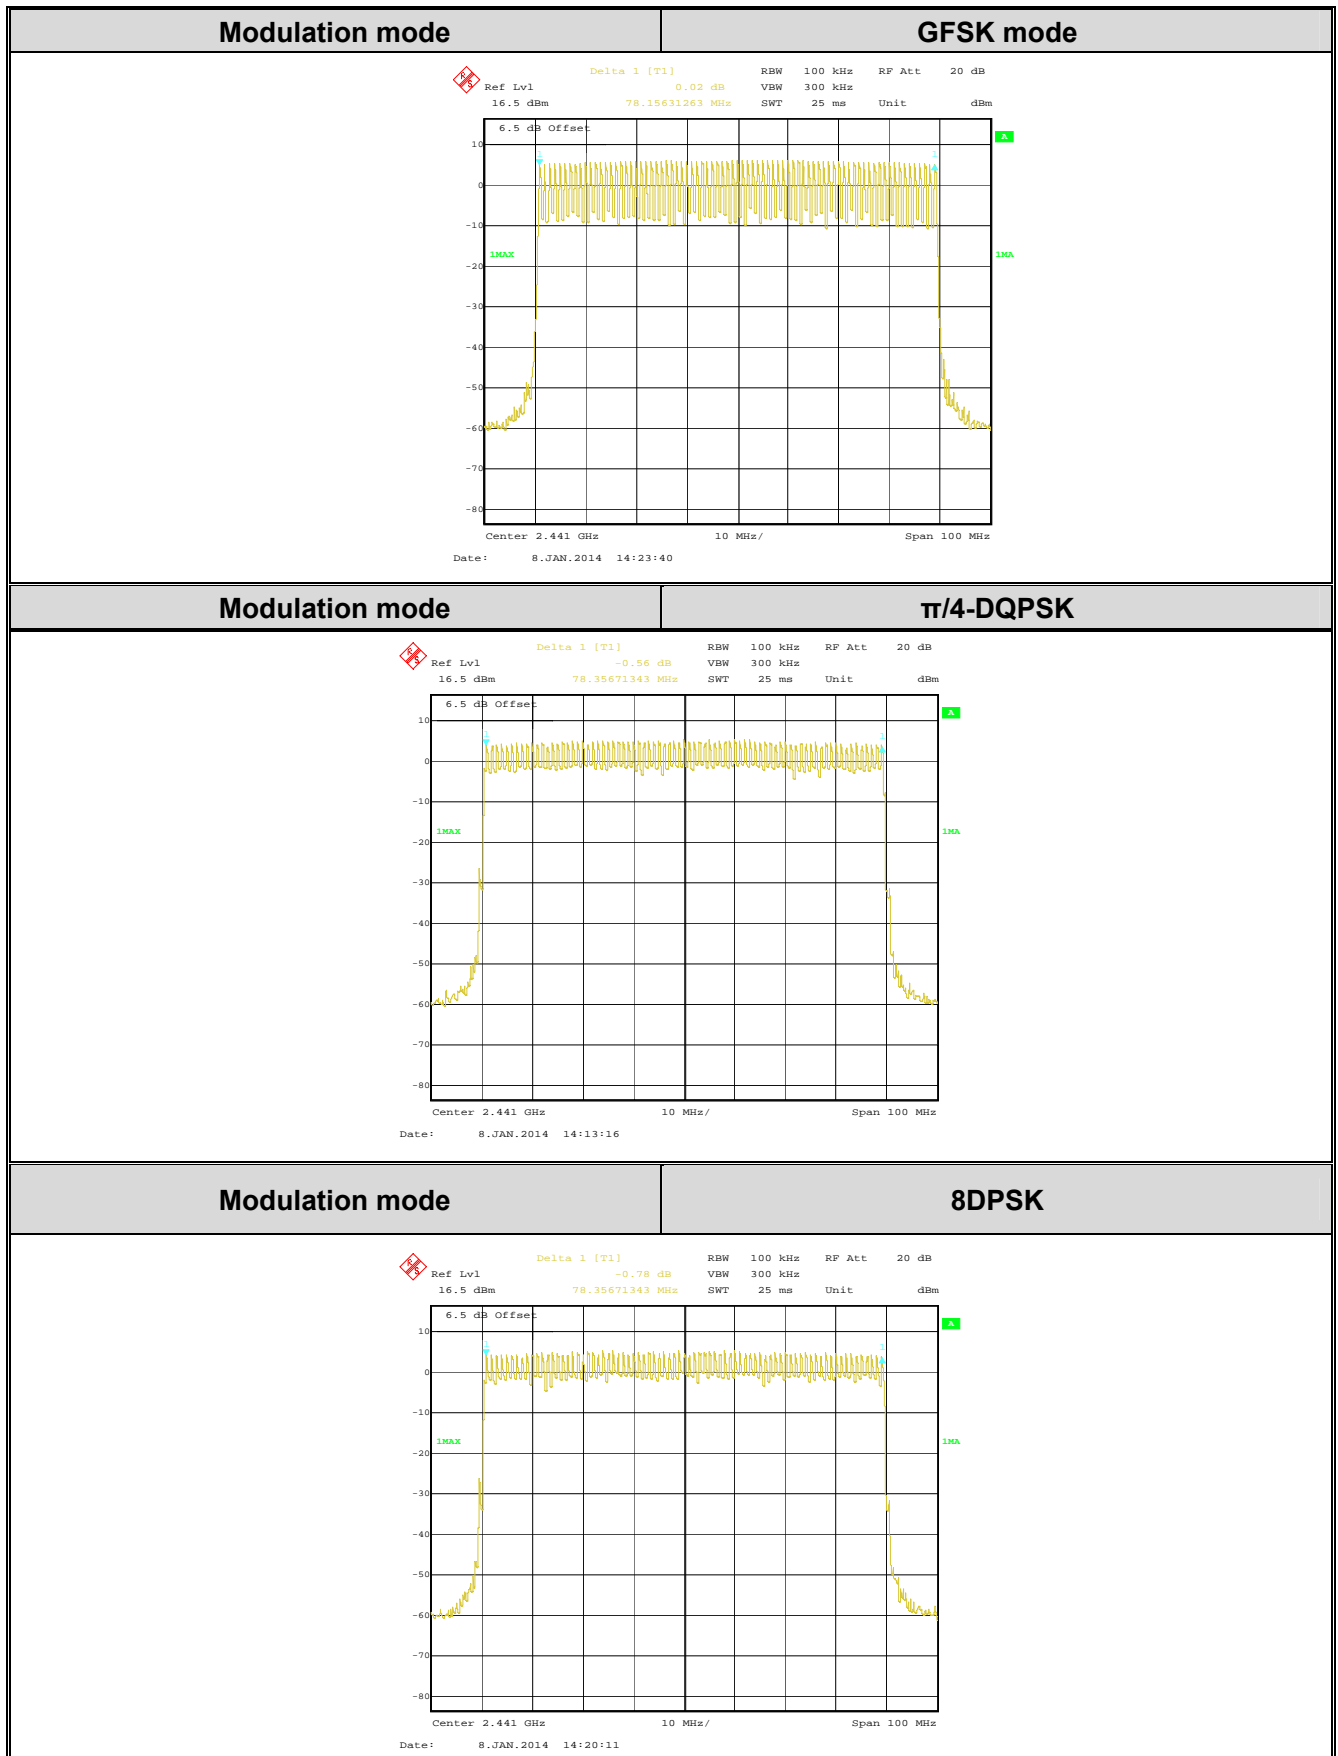 Modulation mode GFSK mode
Delta 1 [T1] RBW 100 kHz RF Att 20 dB
Ref Lvl 0.02 dB VBW 300 kHz
16.5 dBm 78.15631263 MHz SWT 25 ms Unit dBm
6.5 dB Offset
A
10
1 1
0
-10
1MAX 1MA
-20
-30
-40
-50
-60
-70
-80
Center 2.441 GHz 10 MHz/ Span 100 MHz
Date: 8.JAN.2014 14:23:40
Modulation mode π/4-DQPSK
Delta 1 [T1] RBW 100 kHz RF Att 20 dB
Ref Lvl -0.56 dB VBW 300 kHz
16.5 dBm 78.35671343 MHz SWT 25 ms Unit dBm
6.5 dB Offset
A
10
1 1
0
-10
1MAX 1MA
-20
-30
-40
-50
-60
-70
-80
Center 2.441 GHz 10 MHz/ Span 100 MHz
Date: 8.JAN.2014 14:13:16
Modulation mode 8DPSK
Delta 1 [T1] RBW 100 kHz RF Att 20 dB
Ref Lvl -0.78 dB VBW 300 kHz
16.5 dBm 78.35671343 MHz SWT 25 ms Unit dBm
6.5 dB Offset
A
10
1 1
0
-10
1MAX 1MA
-20
-30
-40
-50
-60
-70
-80
Center 2.441 GHz 10 MHz/ Span 100 MHz
Date: 8.JAN.2014 14:20:11